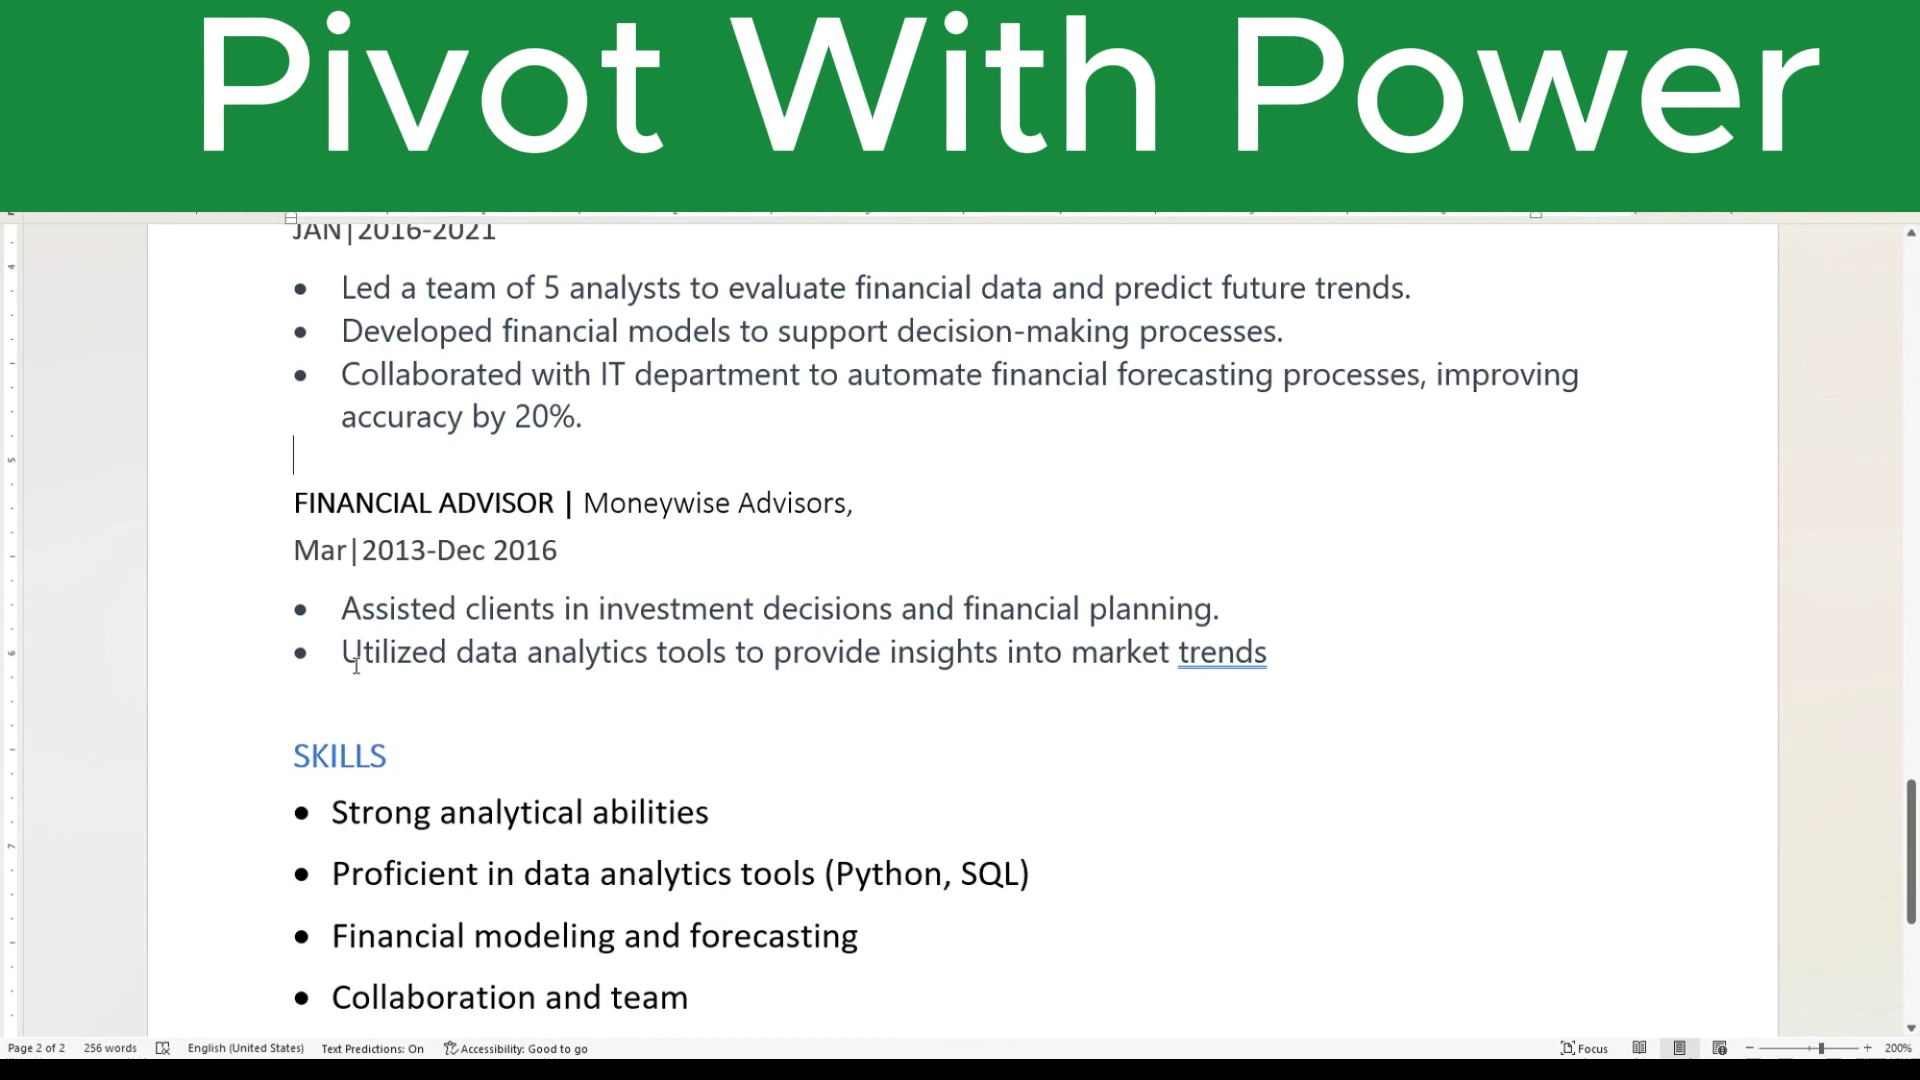 Pivot With Power
JAN|2016-2021
• Led a team of 5 analysts to evaluate financial data and predict future trends.
• Developed financial models to support decision-making processes.
• Collaborated with IT department to automate financial forecasting processes, improving
accuracy by 20%.
FINANCIAL ADVISOR | Moneywise Advisors,
Mar|2013-Dec 2016
• Assisted clients in investment decisions and financial planning.
• Utilized data analytics tools to provide insights into market trends
SKILLS
• Strong analytical abilities
• Proficient in data analytics tools (Python, SQL)
• Financial modeling and forecasting
• Collaboration and team
4
5
6
7
Page 2 of 2 256 words English (United States) Text Predictions: On Accessibility: Good to go Focus 200%